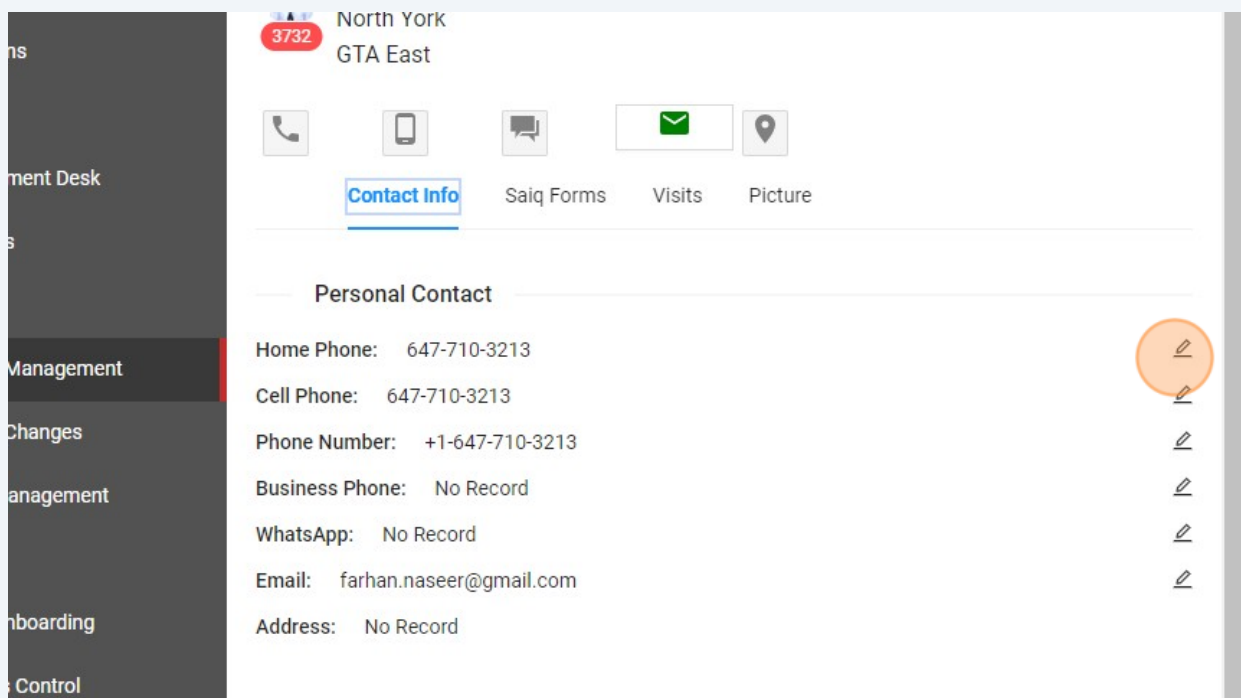 North York
3732
GTA East
ns
ment Desk
s
Management
Changes
anagement
nboarding
Control
Contact Info Saiq Forms Visits Picture
Personal Contact
Home Phone: 647-710-3213
Cell Phone: 647-710-3213
Phone Number: +1-647-710-3213
Business Phone: No Record
WhatsApp: No Record
Email: farhan.naseer@gmail.com
Address: No Record